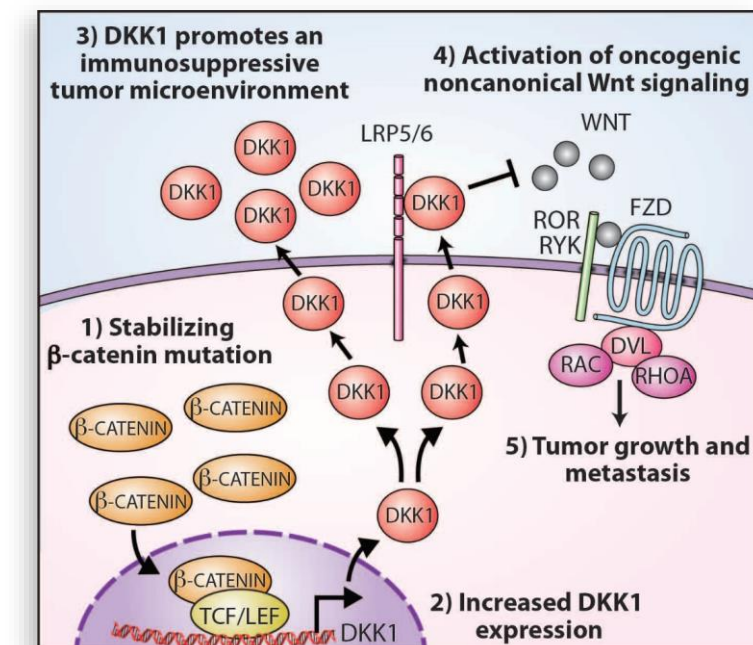 3) DKK1 promotes an
immunosuppressive
tumor microenvironment
4) Activation of oncogenic
noncanonical Wnt signaling
LRP5/6
WNT
DKK1
DKK1
DKK1
DKK1
DKK1
ROR
RYK
FZD
DKK1
DKK1
1) Stabilizing
β-catenin mutation
DVL
RAC
RHOA
DKK1
DKK1
β-CATENIN
β-CATENIN
β-CATENIN
β-CATENIN
5) Tumor growth and
metastasis
DKK1
β-CATENIN
TCF/LEF
DKK1
2) Increased DKK1
expression